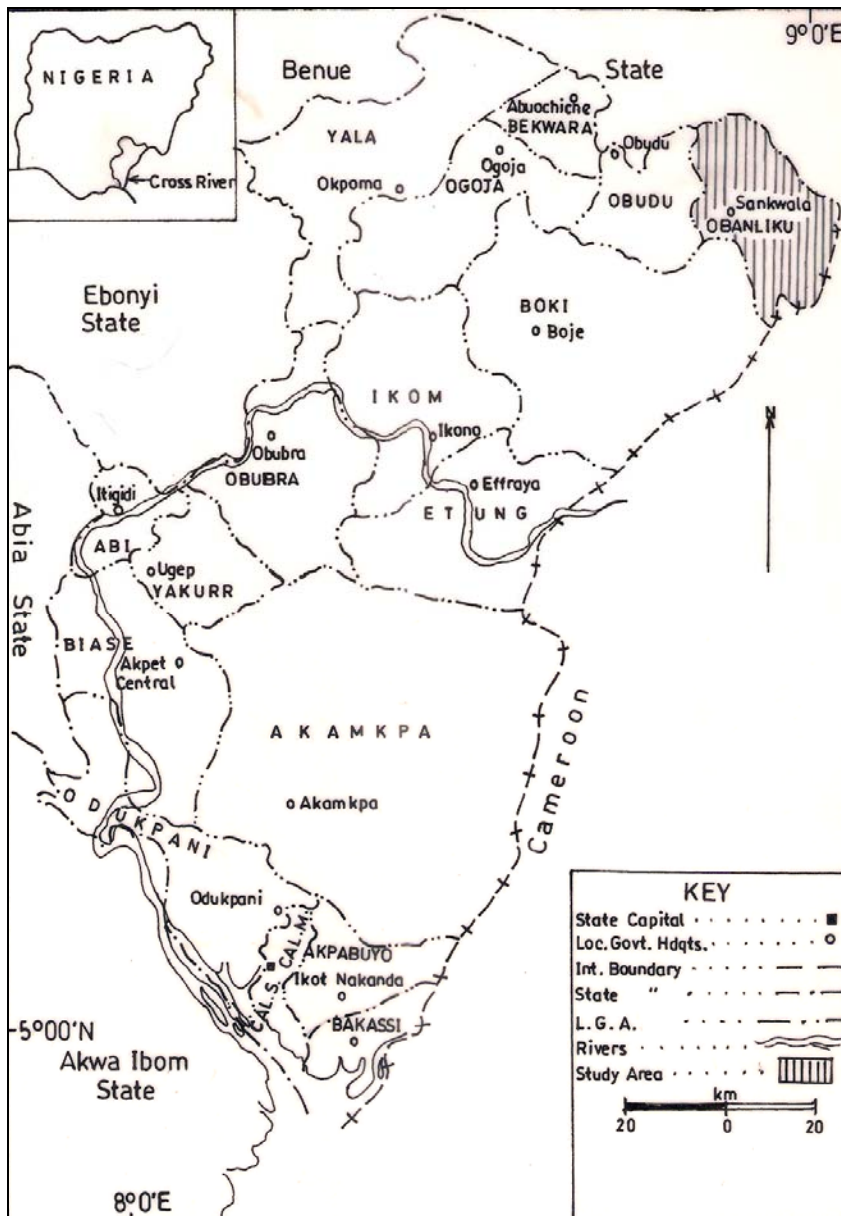 9°0'E
NIGERIA
Cross River
Benue State
Abuochiche
BEKWARA
YALA
Obudu
Ogoja
OGOJA
Okpoma
OBUDU
Sankwala
OBANLIKU
Ebonyi
State
BOKI
Boje
IKOM
N
Ikono
Obubra
OBUBRA
Effraya
ETUNG
Itigidi
Abia State
ABI
Ugep
YAKURR
BIASE
Akpet
Central
AKAMKPA
Cameroon
Akamkpa
ODUKPANI
Odukpani
CAL.M.
CAL.S.
AKPABUYO
Ikot Nakanda
BAKASSI
5°00'N
Akwa Ibom
State
8°0'E
KEY
State Capital
Loc.Govt. Hdqts.
Int. Boundary
State "
L.G.A.
Rivers
Study Area
km
20 0 20